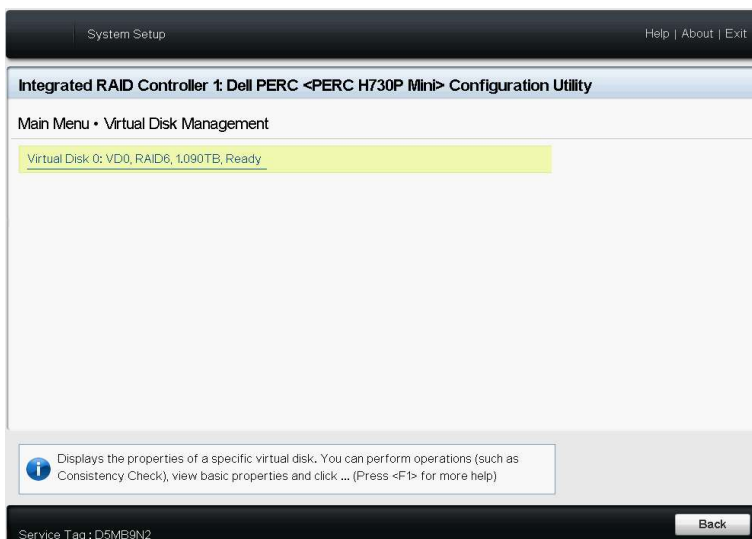 System Setup
Help | About | Exit
Integrated RAID Controller 1: Dell PERC <PERC H730P Mini> Configuration Utility
Main Menu • Virtual Disk Management
Virtual Disk 0: VD0, RAID6, 1.090TB, Ready
Displays the properties of a specific virtual disk. You can perform operations (such as
Consistency Check), view basic properties and click ... (Press <F1> for more help)
Service Tag : D5MB9N2
Back